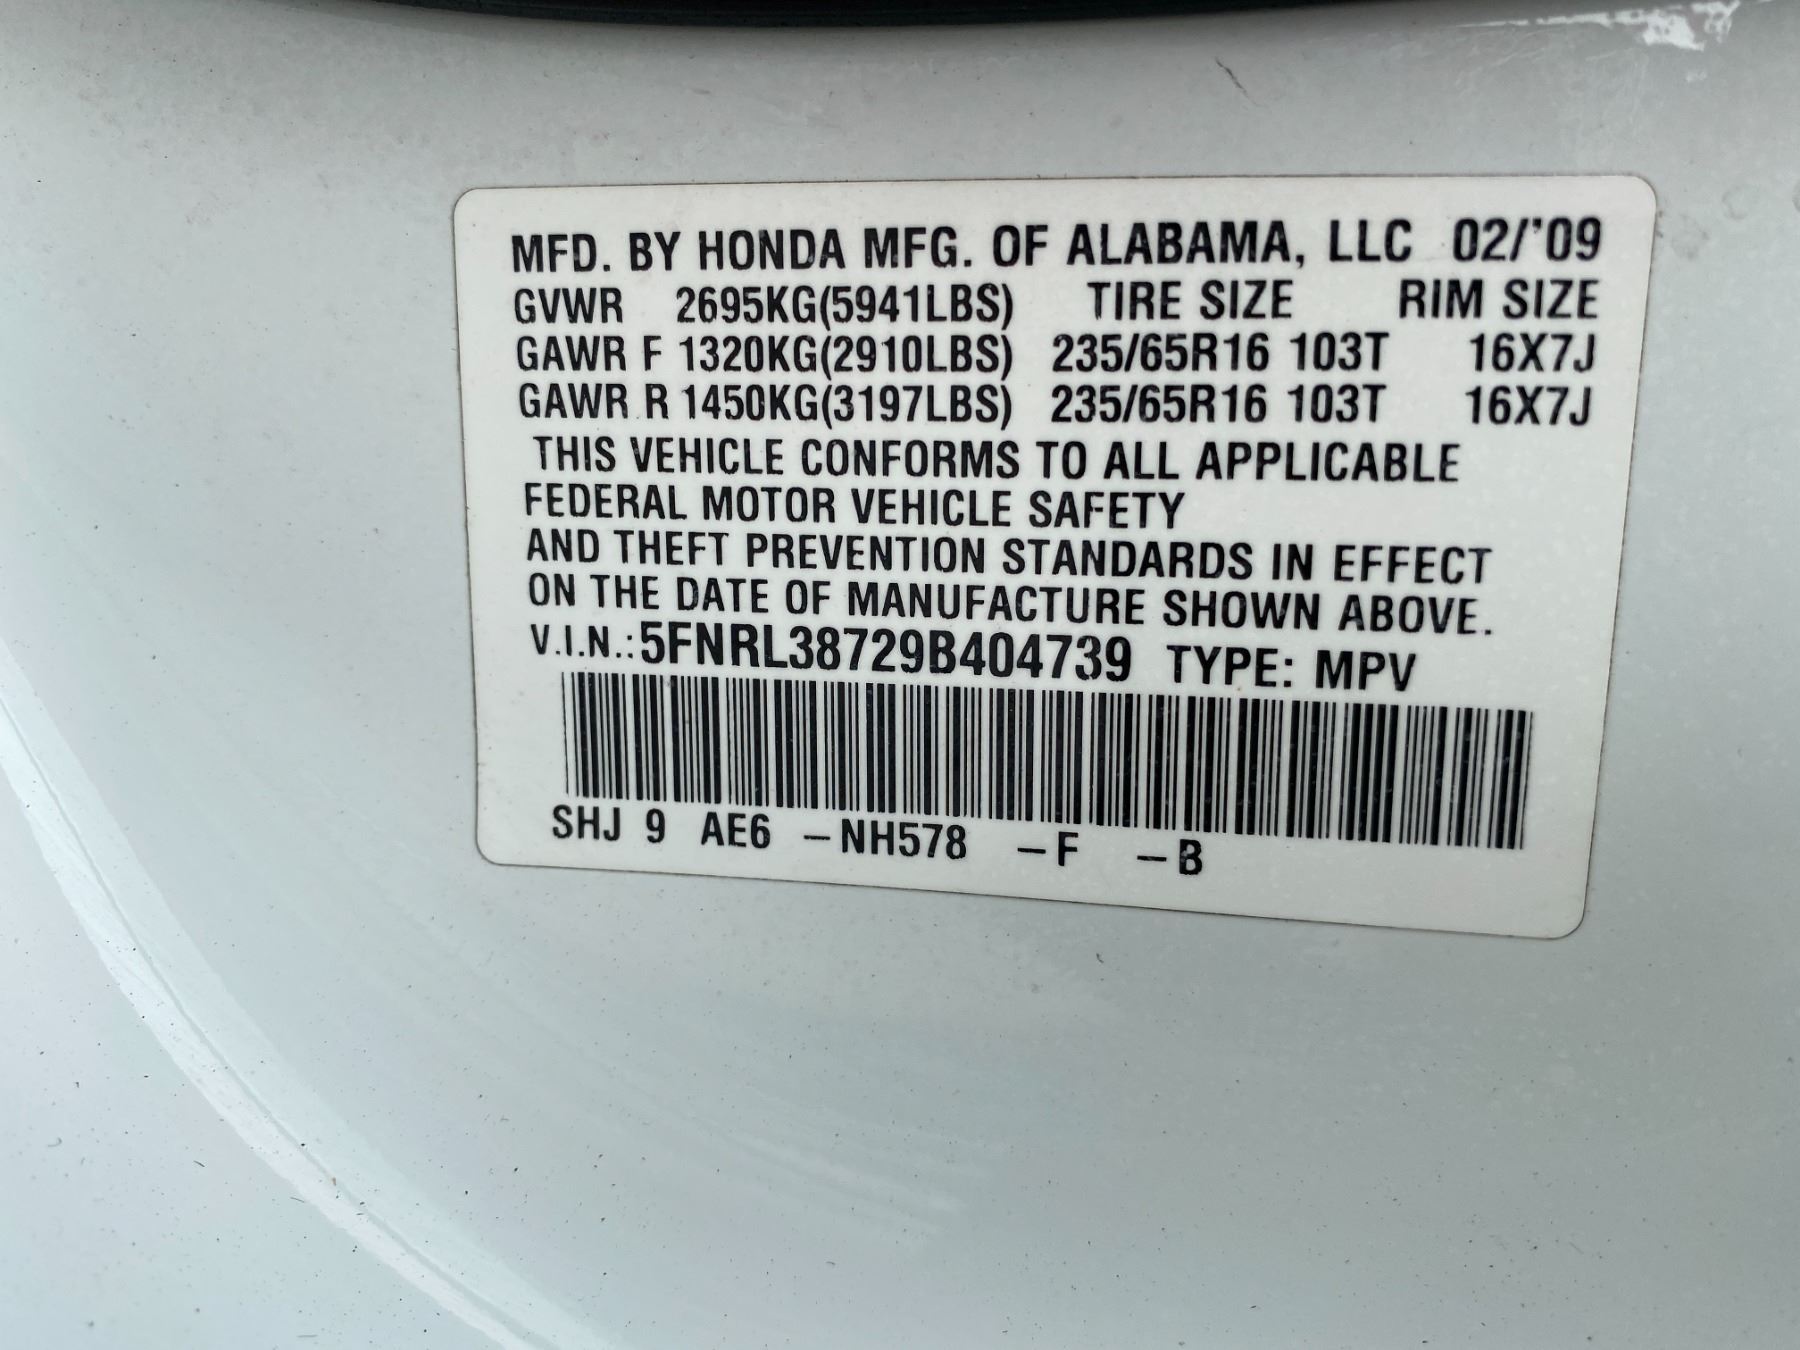 MFD. BY HONDA MFG. OF ALABAMA, LLC 02/'09
GVWR 2695KG(5941LBS) TIRE SIZE RIM SIZE
GAWR F 1320KG(2910LBS) 235/65R16 103T 16X7J
GAWR R 1450KG(3197LBS) 235/65R16 103T 16X7J
THIS VEHICLE CONFORMS TO ALL APPLICABLE
FEDERAL MOTOR VEHICLE SAFETY
AND THEFT PREVENTION STANDARDS IN EFFECT
ON THE DATE OF MANUFACTURE SHOWN ABOVE.
V.I.N.:5FNRL38729B404739 TYPE: MPV
SHJ 9 AE6 –NH578 –F –B